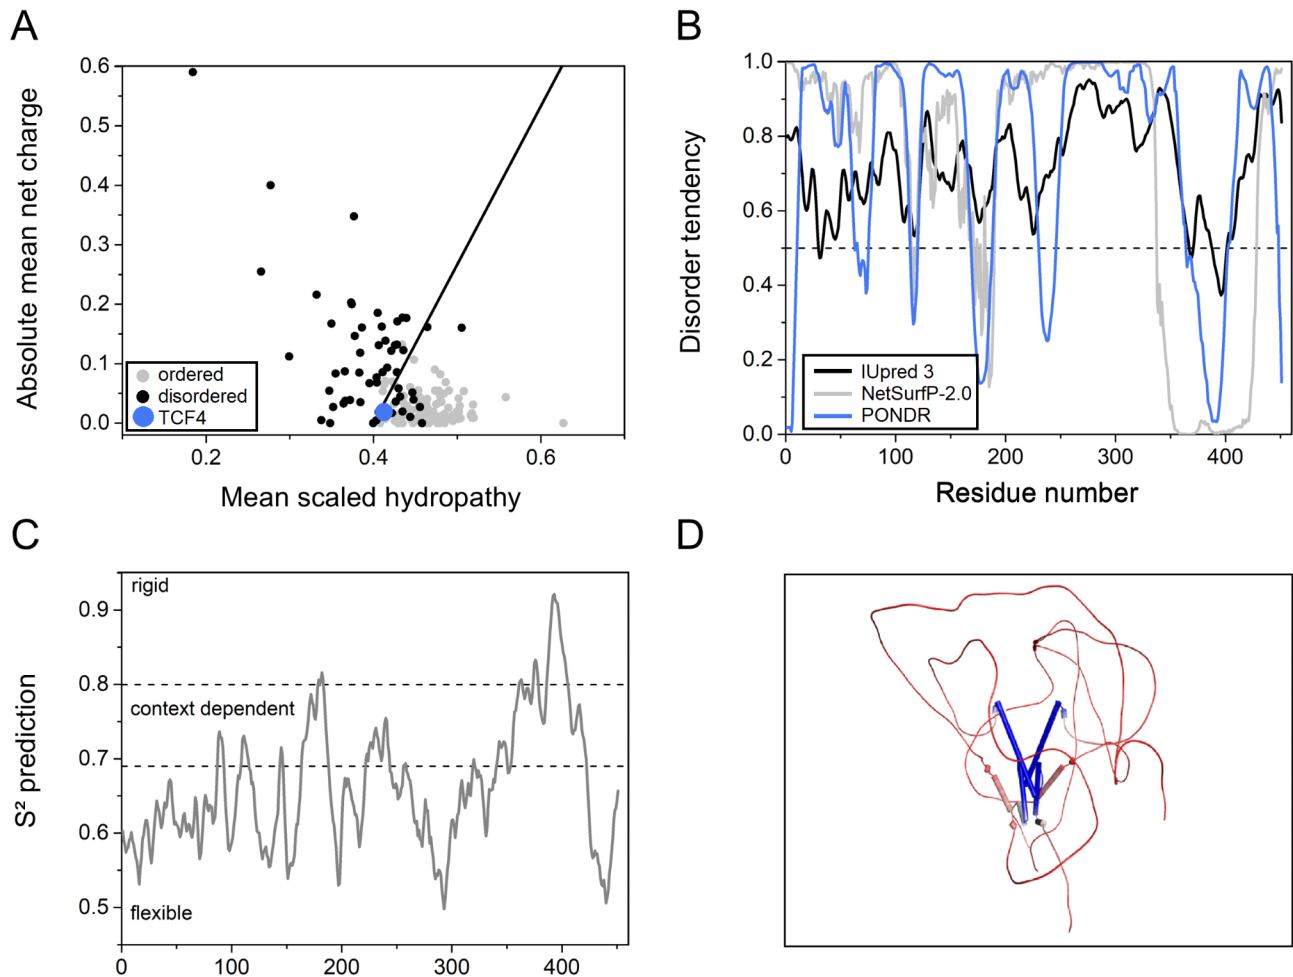 A
Absolute mean net charge
0.6
0.5
0.4
0.3
0.2
0.1
0.0
ordered
disordered
TCF4
0.2 0.4 0.6
Mean scaled hydropathy
B
Disorder tendency
1.0
0.8
0.6
0.4
0.2
0.0
IUpred 3
NetSurfP-2.0
PONDR
0 100 200 300 400
Residue number
C
S² prediction
rigid
0.9
0.8
context dependent
0.7
0.6
0.5
flexible
0 100 200 300 400
D